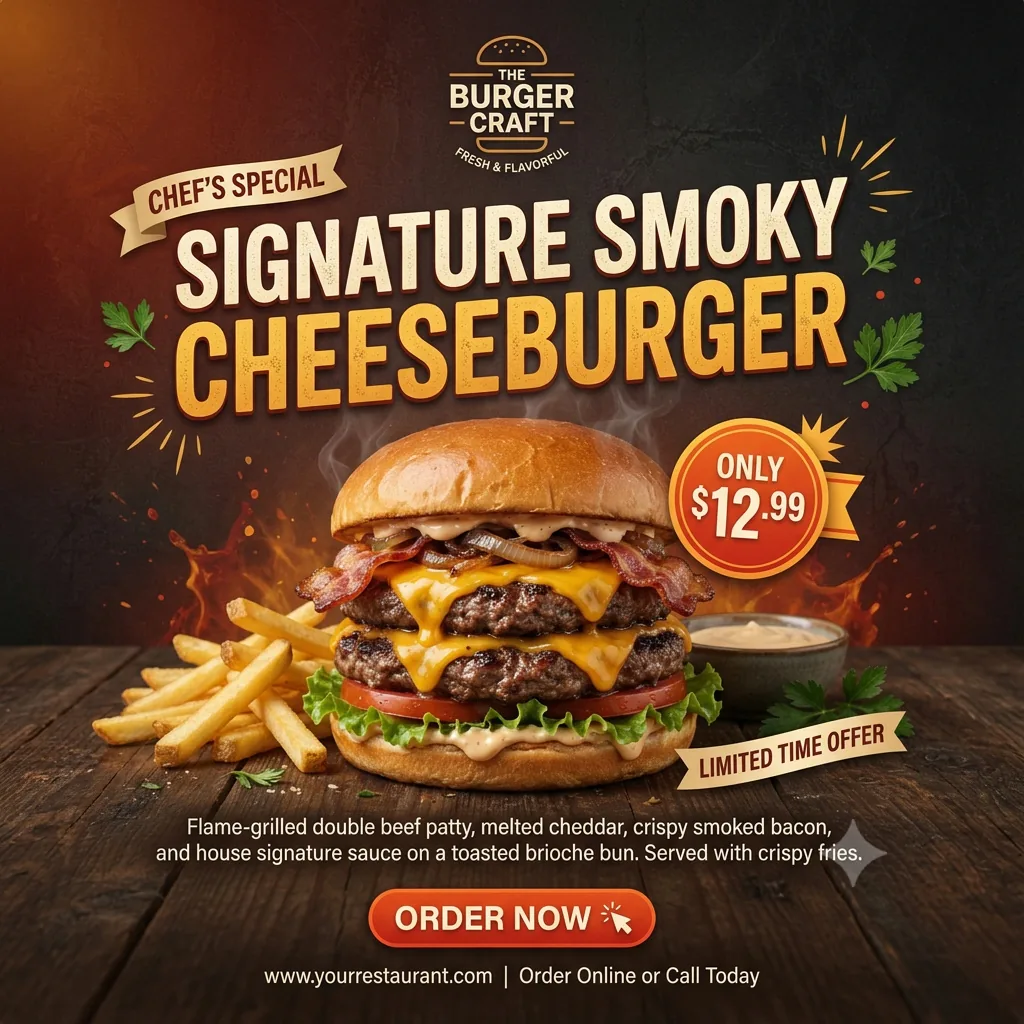 THE
BURGER
CRAFT
FRESH & FLAVORFUL
CHEF'S SPECIAL
SIGNATURE SMOKY
CHEESEBURGER
ONLY
$12.99
LIMITED TIME OFFER
Flame-grilled double beef patty, melted cheddar, crispy smoked bacon,
and house signature sauce on a toasted brioche bun. Served with crispy fries.
ORDER NOW
www.yourrestaurant.com | Order Online or Call Today